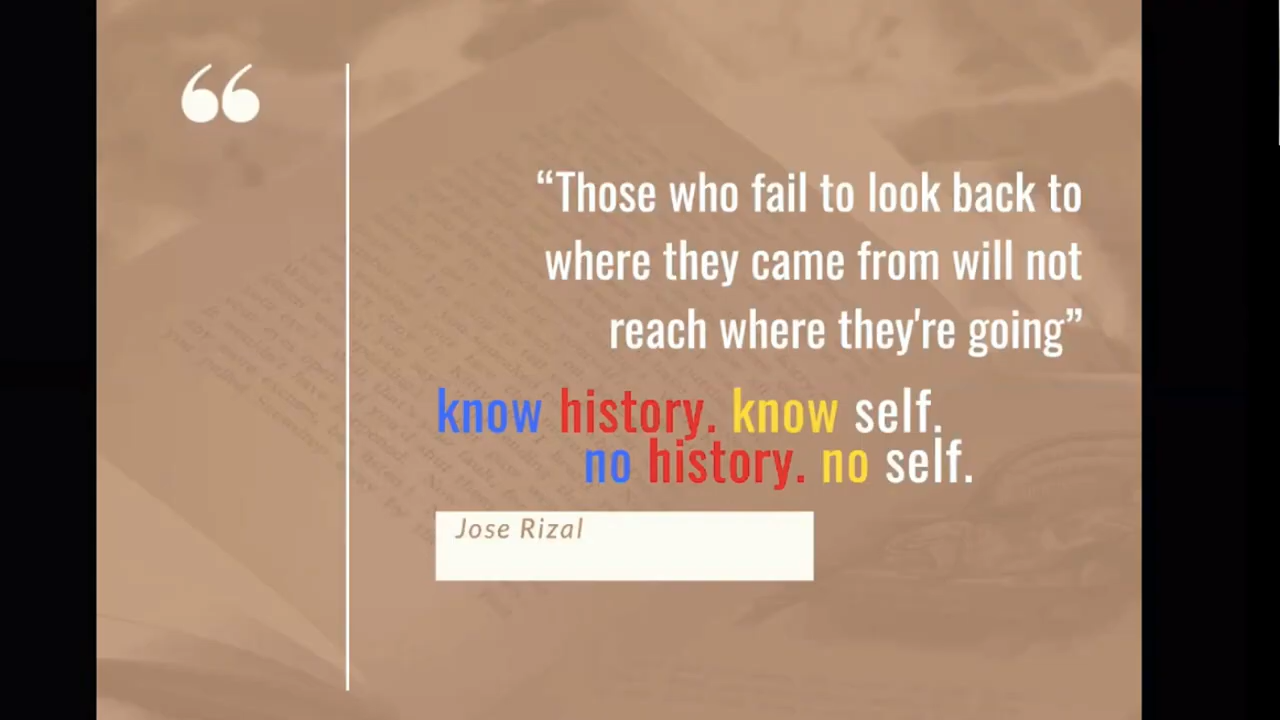 “Those who fail to look back to
where they came from will not
reach where they're going”
know history. know self.
no history. no self.
Jose Rizal